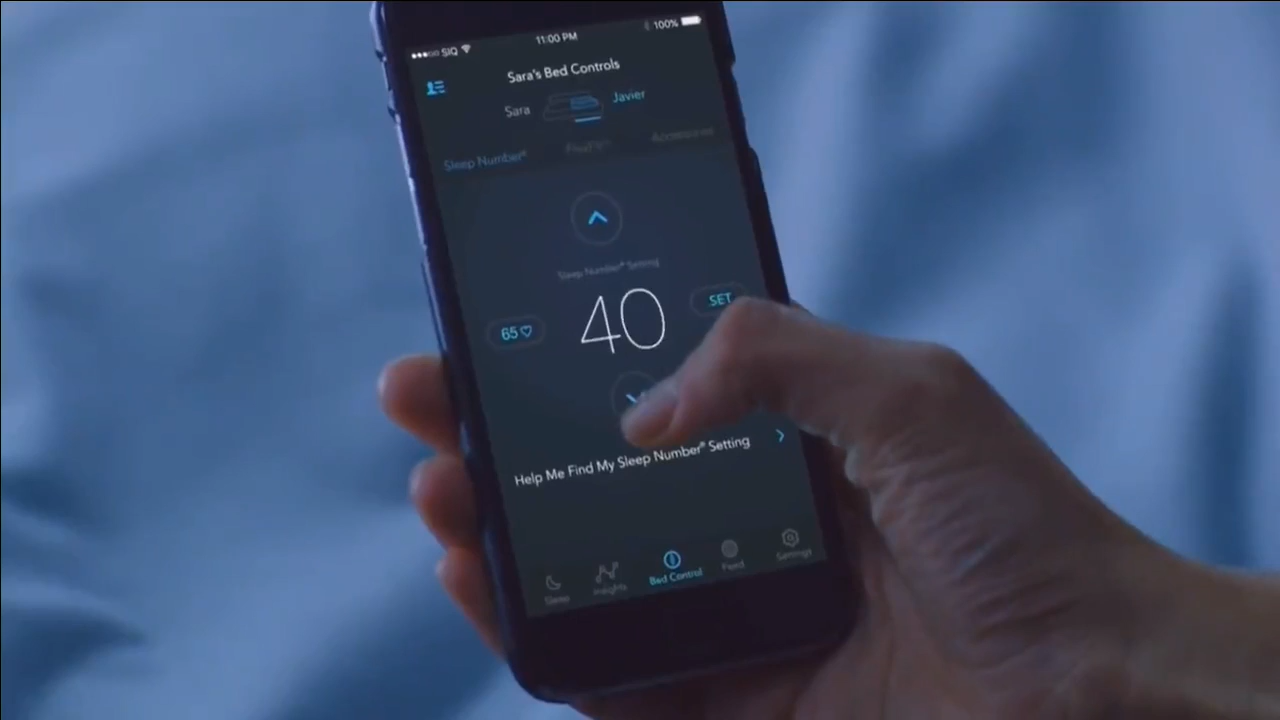 SIQ 11:00 PM 100%
Sara's Bed Controls
Sara Javier
Sleep Number® Accessories
Sleep Number® Setting
65 40 SET
Help Me Find My Sleep Number® Setting
Sleep Insights Bed Control Feed Settings